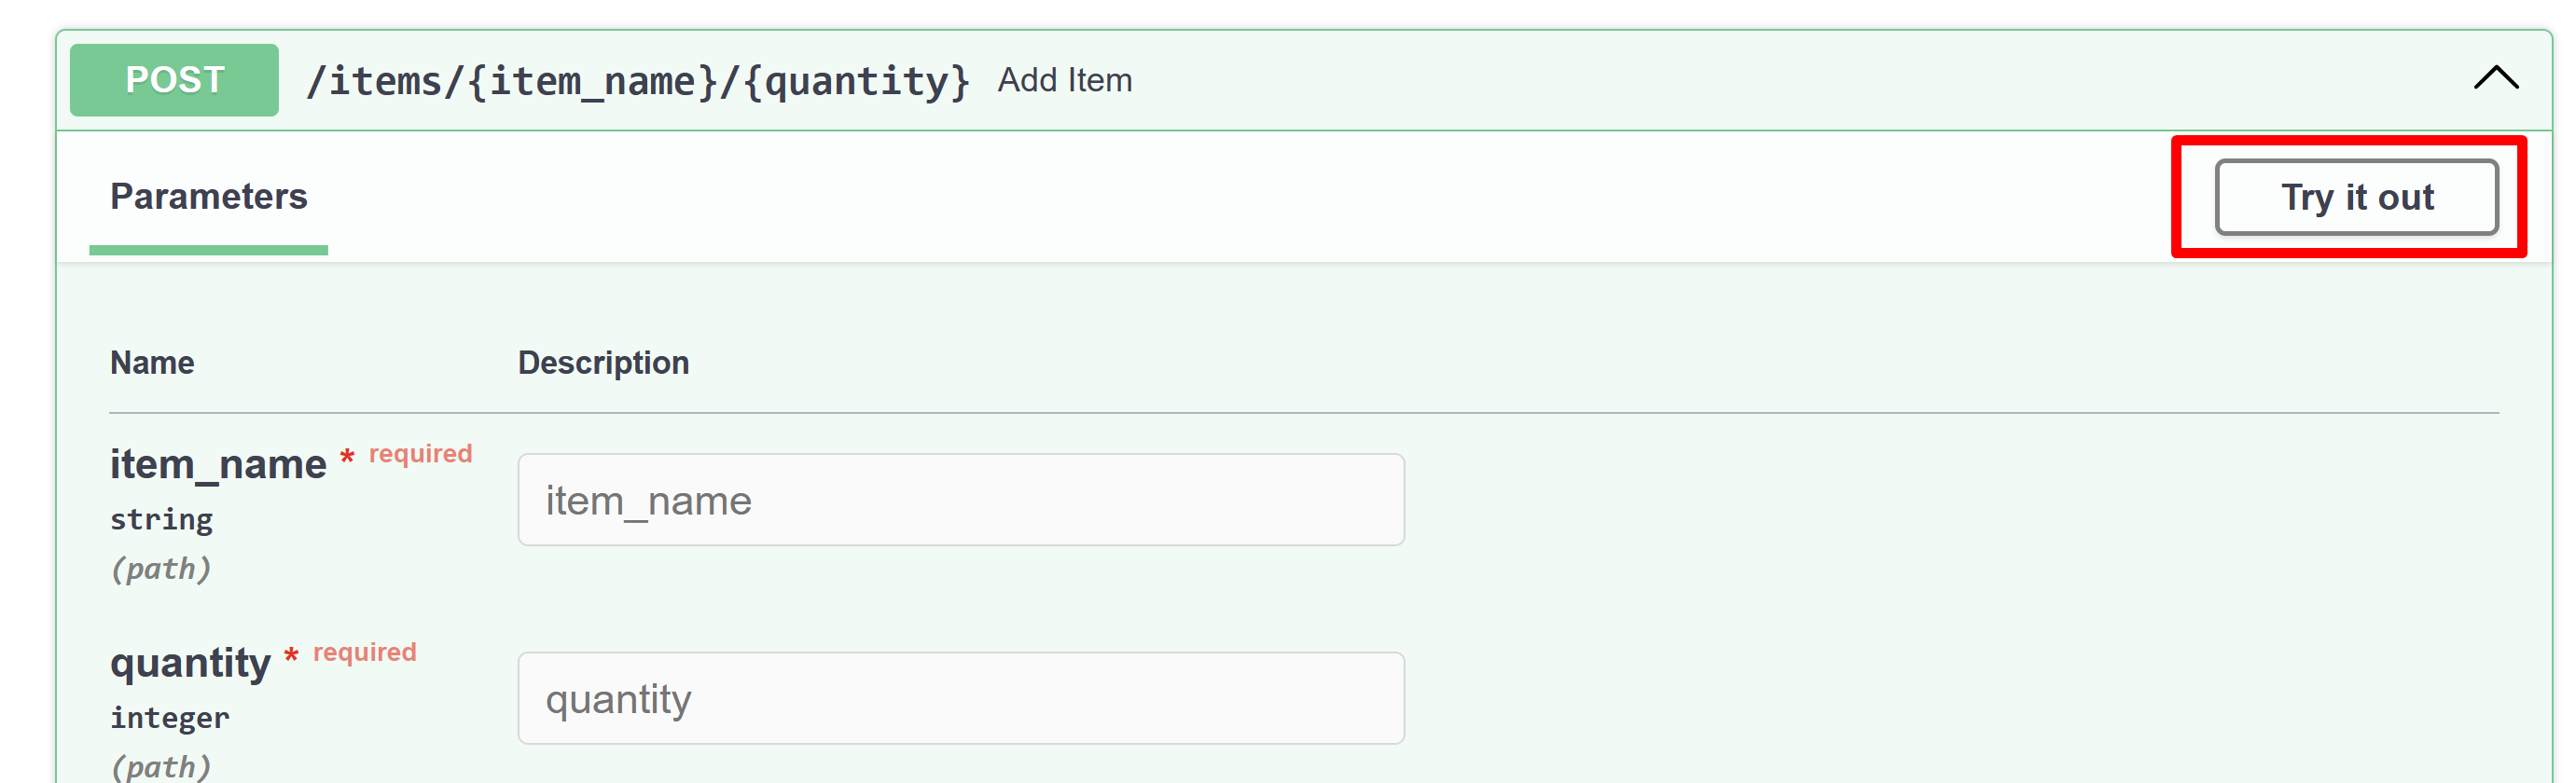 POST /items/{item_name}/{quantity} Add Item
Parameters Try it out
Name Description
item_name * required
item_name
string
(path)
quantity * required
quantity
integer
(path)